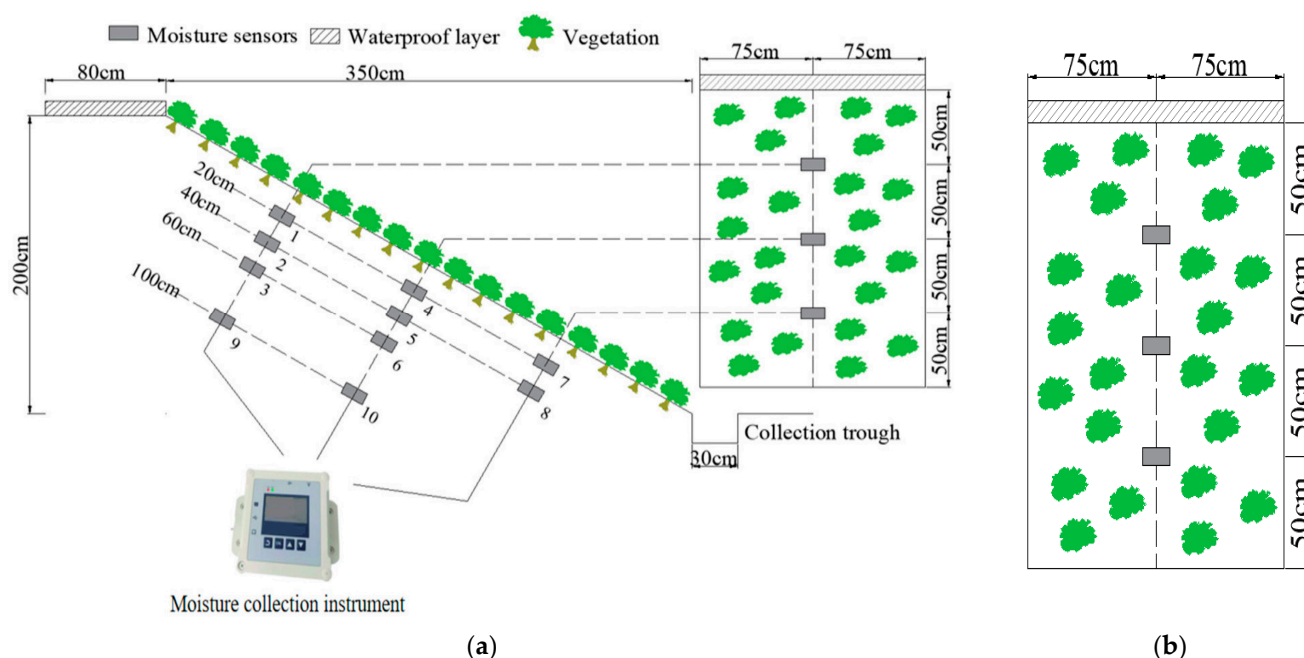 Moisture sensors Waterproof layer Vegetation
80cm 350cm 75cm 75cm
200cm
20cm
40cm
60cm
100cm
1
2
3
9
4
5
6
10
7
8
50cm
50cm
50cm
50cm
Collection trough
30cm
Moisture collection instrument
(a)
75cm 75cm
50cm
50cm
50cm
50cm
(b)